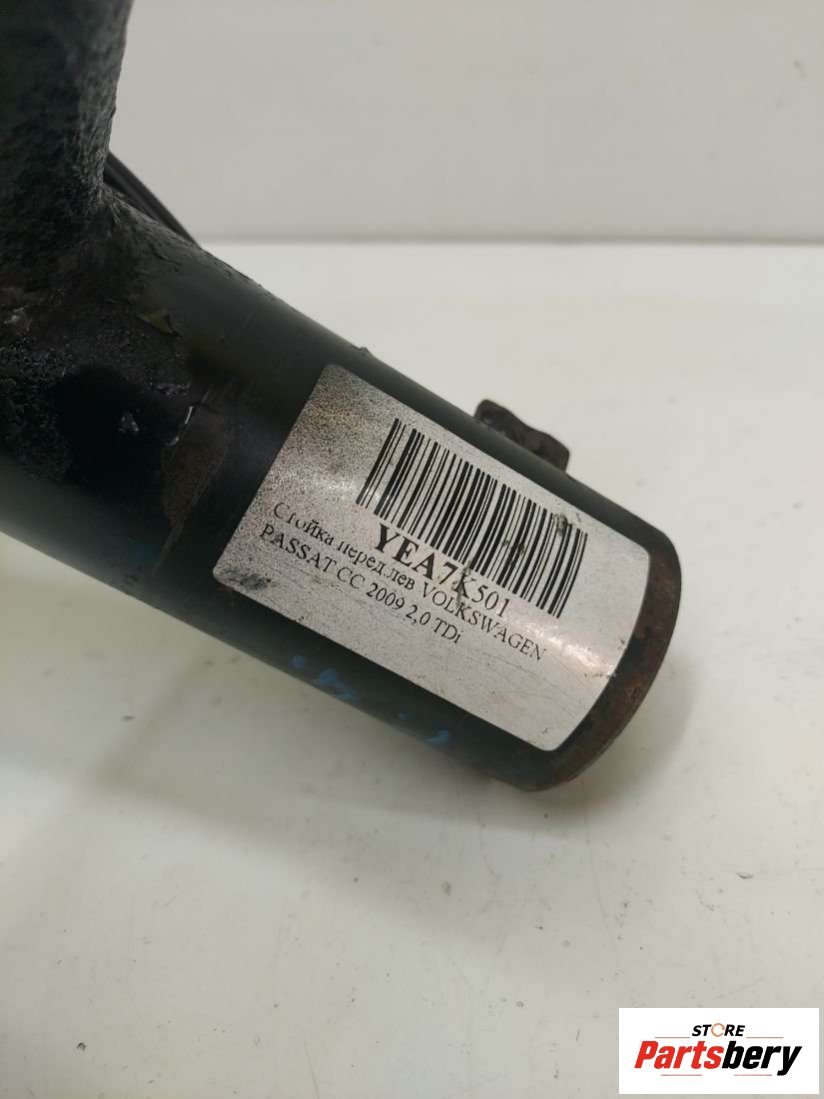 YEA7K501
Стойка перед лев VOLKSWAGEN
PASSAT CC 2009 2,0 TDi
STORE
Partsbery